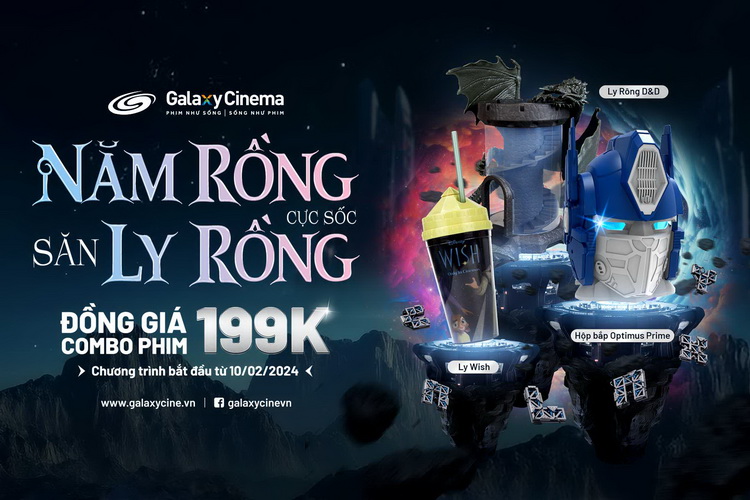 Galaxy Cinema
PHIM NHƯ SỐNG | SỐNG NHƯ PHIM
NĂM RỒNG
CỰC SỐC
SĂN LY RỒNG
ĐỒNG GIÁ
COMBO PHIM
199K
Chương trình bắt đầu từ 10/02/2024
www.galaxycine.vn | galaxycinevn
Ly Rồng D&D
WISH
Ly Wish
Hộp bắp Optimus Prime